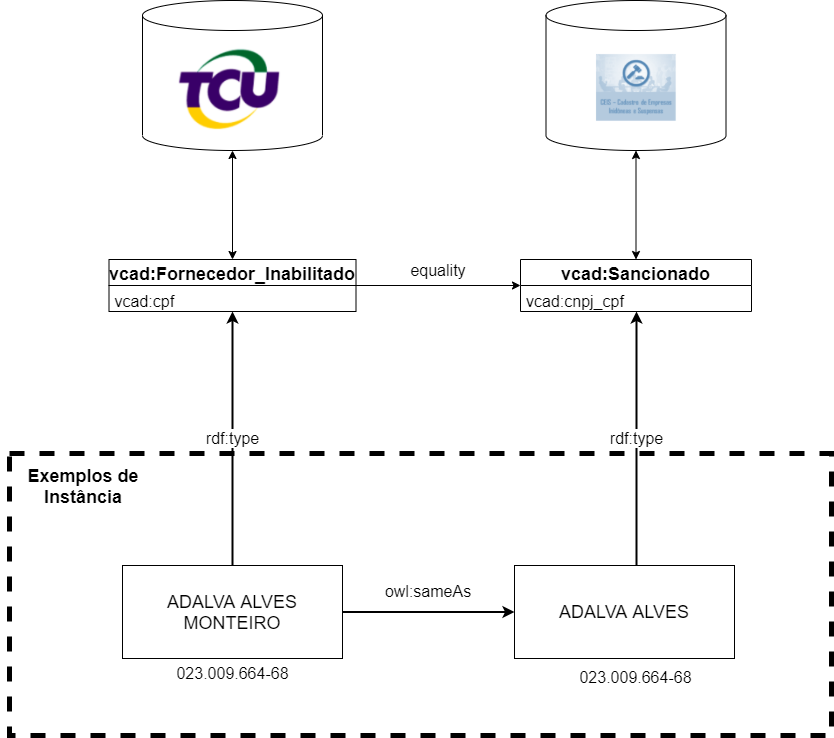 TCU
CEIS - Cadastro de Empresas
Inidôneas e Suspensas
vcad:Fornecedor_Inabilitado
equality
vcad:Sancionado
vcad:cpf
vcad:cnpj_cpf
rdf:type
rdf:type
Exemplos de
Instância
ADALVA ALVES
MONTEIRO
owl:sameAs
ADALVA ALVES
023.009.664-68
023.009.664-68